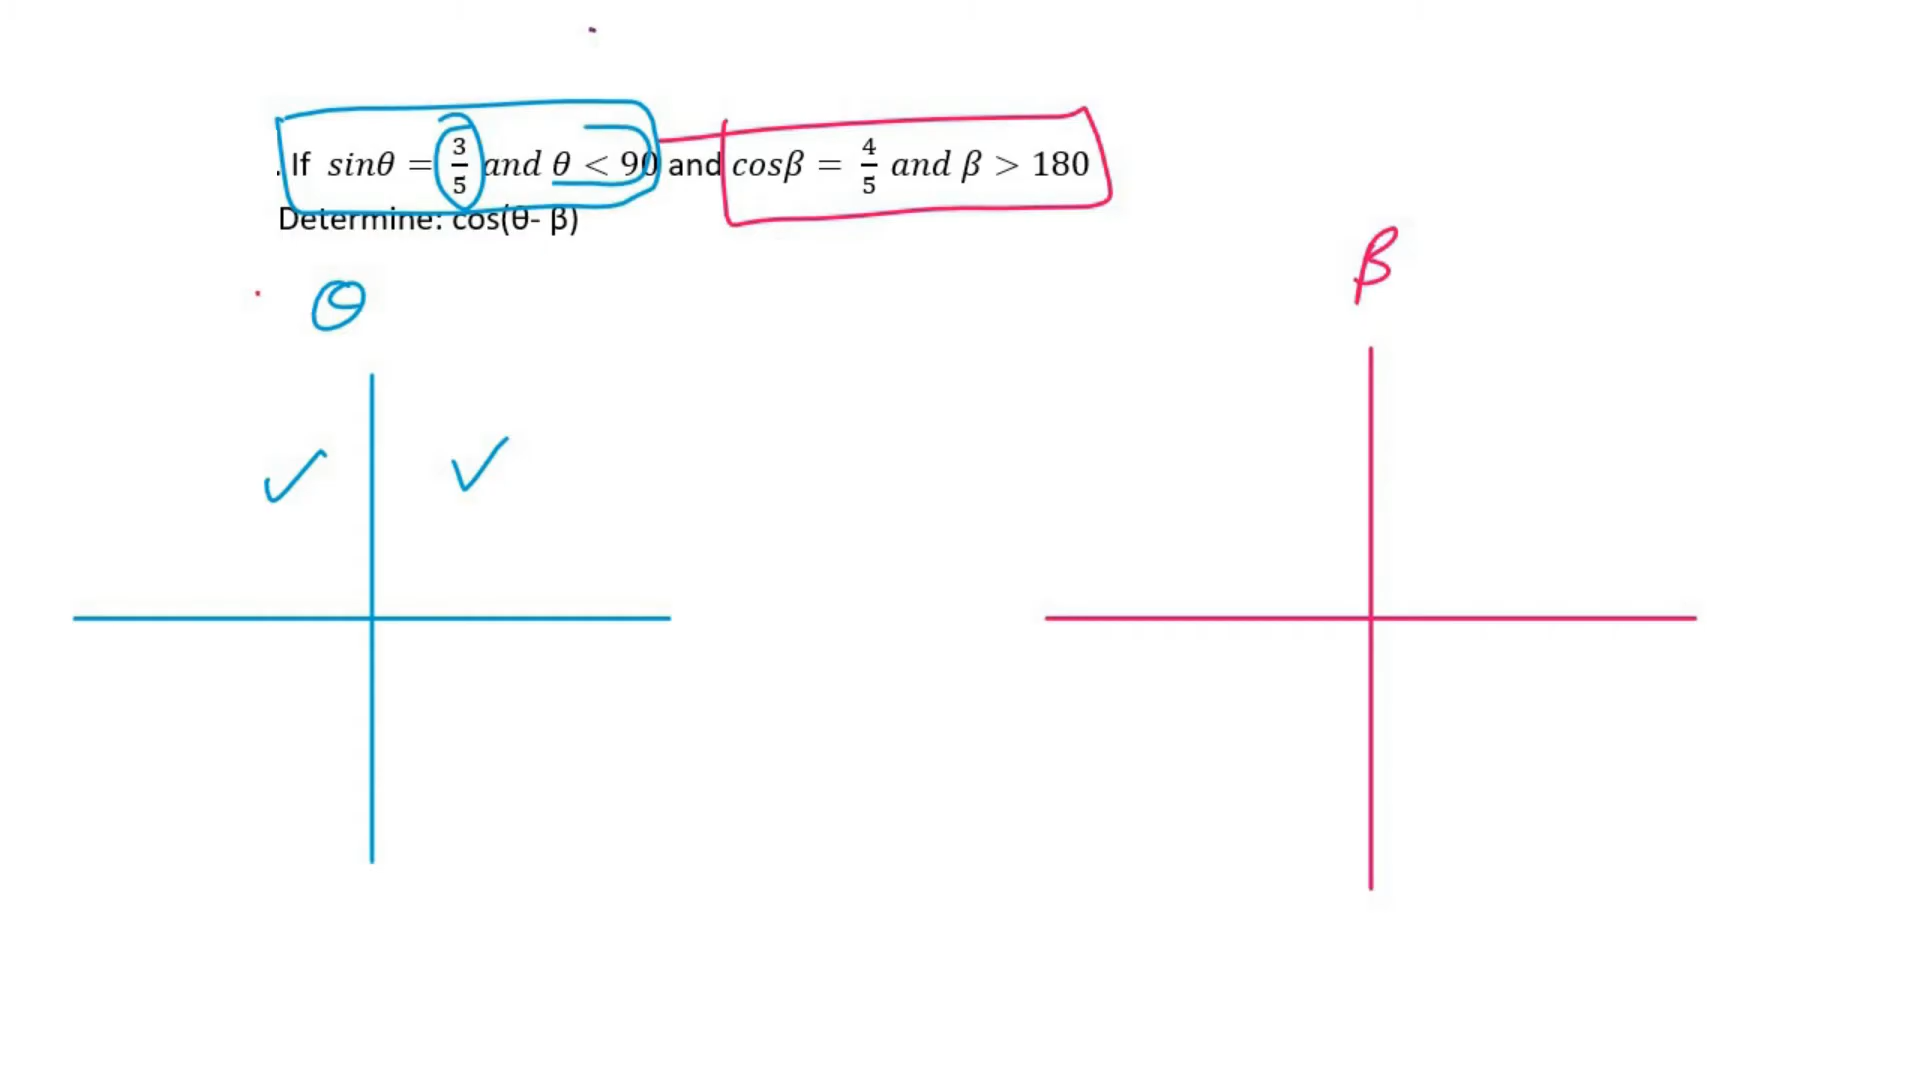 . If sinθ = 3/5 and θ < 90 and cosβ = 4/5 and β > 180
Determine: cos(θ- β)
θ
β